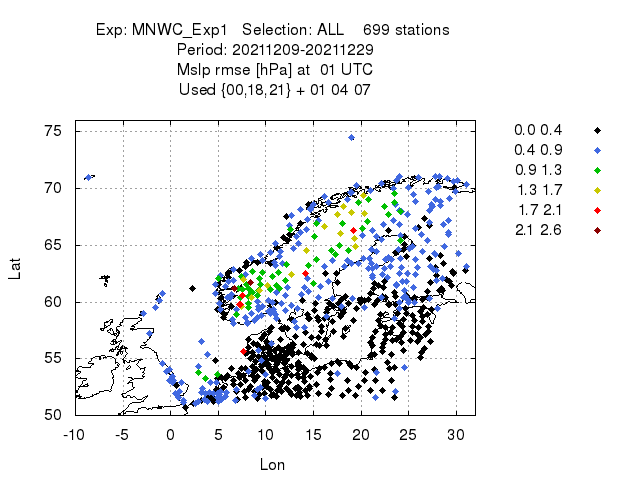 Exp: MNWC_Exp1 Selection: ALL 699 stations
Period: 20211209-20211229
Mslp rmse [hPa] at 01 UTC
Used {00,18,21} + 01 04 07
0.0 0.4
0.4 0.9
0.9 1.3
1.3 1.7
1.7 2.1
2.1 2.6
75
70
65
60
55
50
Lat
-10 -5 0 5 10 15 20 25 30
Lon